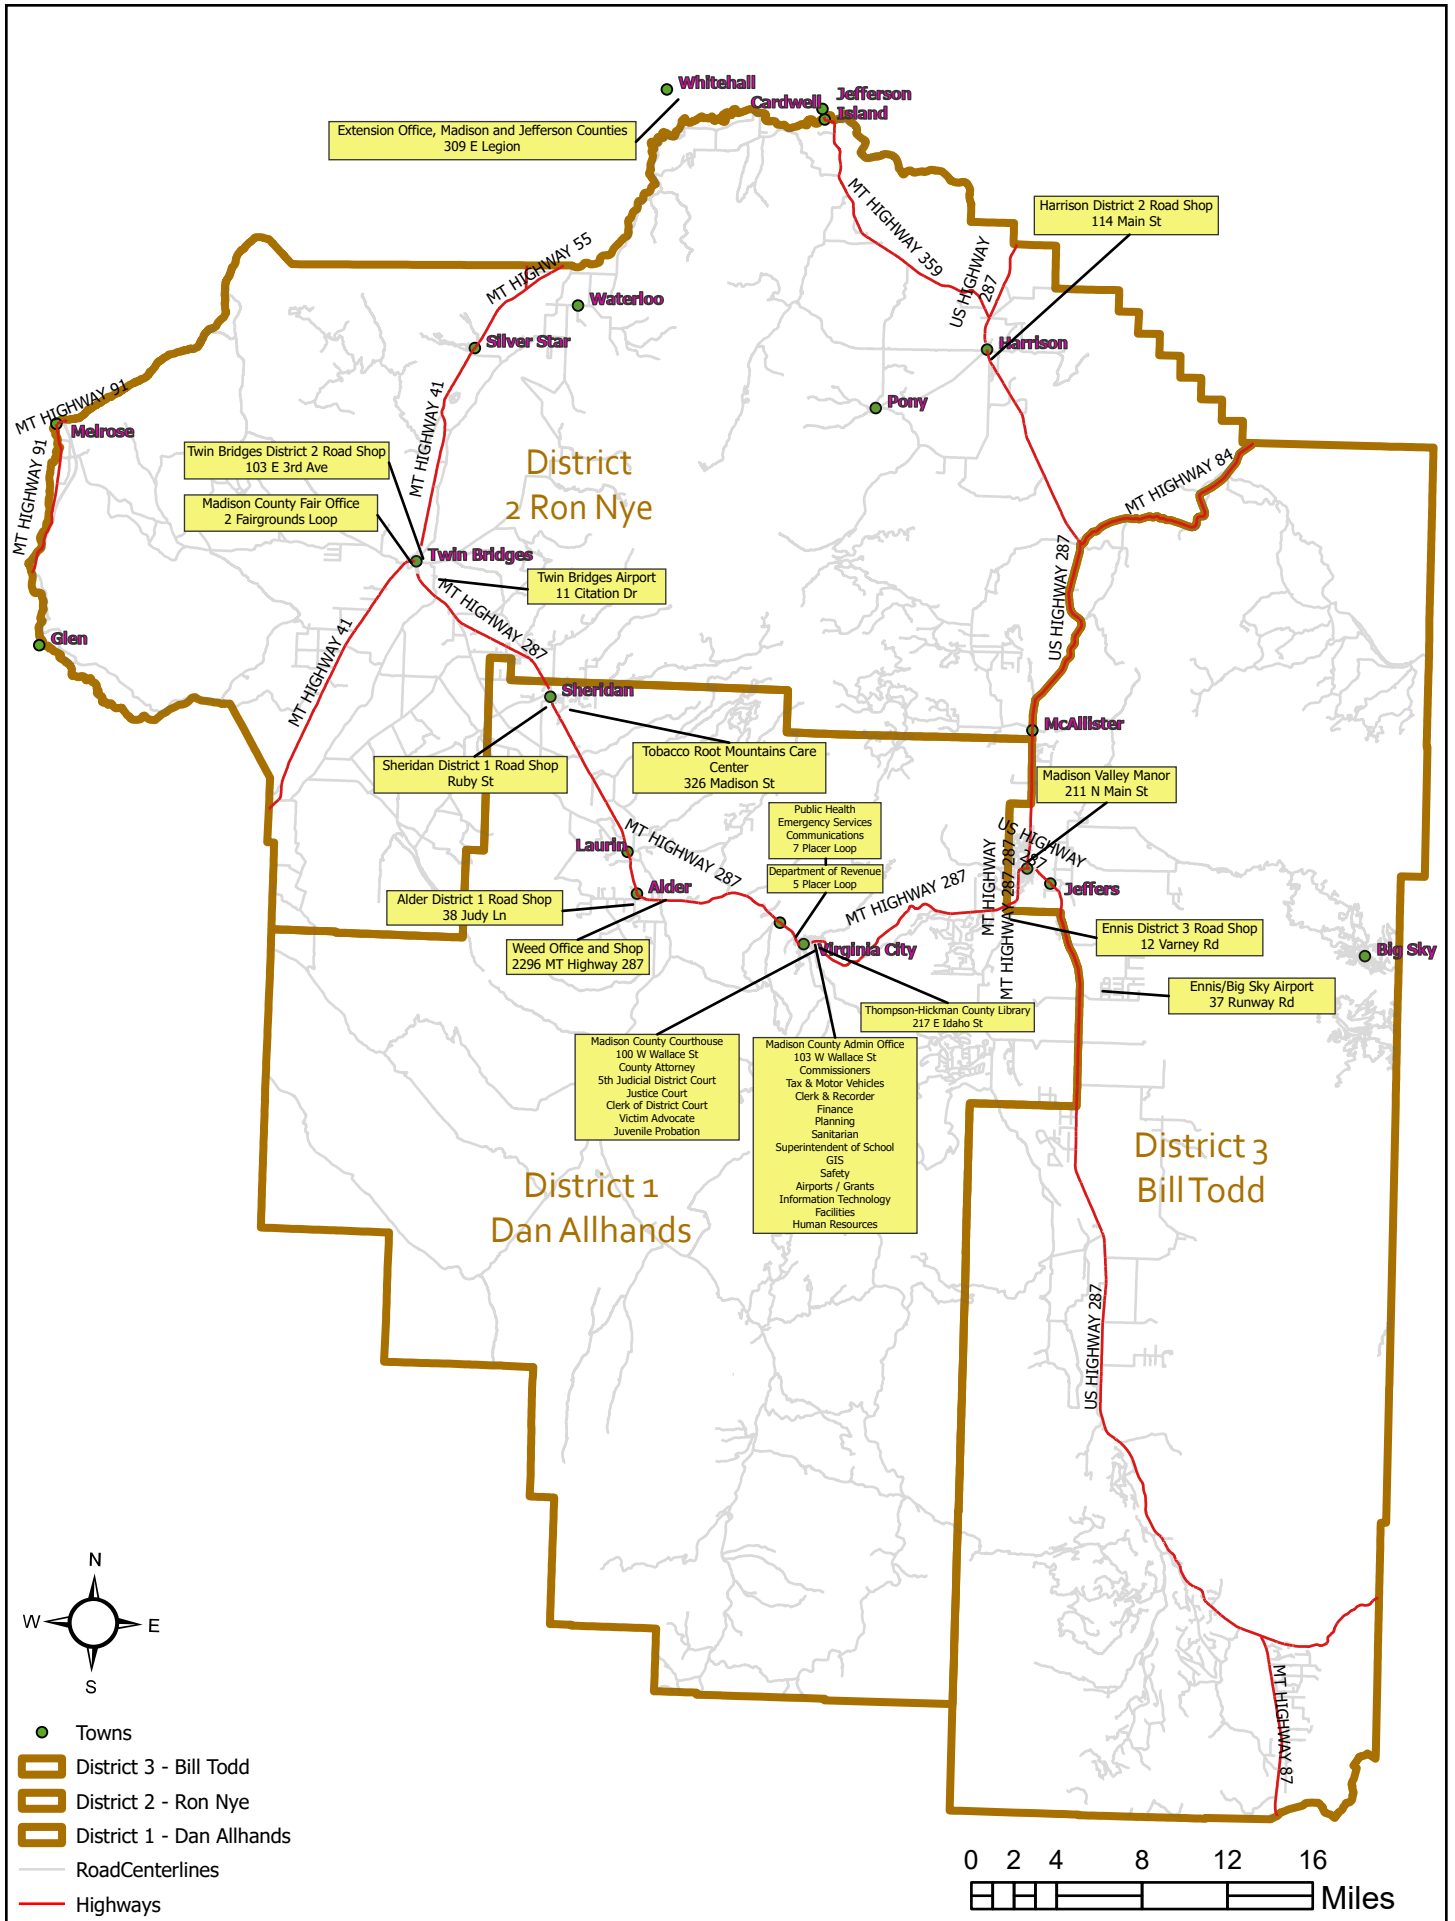 Whitehall
Cardwell
Jefferson
Island
Extension Office, Madison and Jefferson Counties
309 E Legion
MT HIGHWAY 359
Harrison District 2 Road Shop
114 Main St
US HIGHWAY
287
MT HIGHWAY 55
Waterloo
Silver Star
Harrison
Pony
MT HIGHWAY 91
Melrose
MT HIGHWAY 91
MT HIGHWAY 41
Twin Bridges District 2 Road Shop
103 E 3rd Ave
Madison County Fair Office
2 Fairgrounds Loop
District
2 Ron Nye
MT HIGHWAY 84
Twin Bridges
Twin Bridges Airport
11 Citation Dr
US HIGHWAY 287
MT HIGHWAY 287
Glen
MT HIGHWAY 41
Sheridan
McAllister
Sheridan District 1 Road Shop
Ruby St
Tobacco Root Mountains Care
Center
326 Madison St
Madison Valley Manor
211 N Main St
Public Health
Emergency Services
Communications
7 Placer Loop
US HIGHWAY
287
MT HIGHWAY 287
Laurin
Department of Revenue
5 Placer Loop
MT HIGHWAY
287
MT HIGHWAY 287
MT HIGHWAY 287
287
Alder
Jeffers
Alder District 1 Road Shop
38 Judy Ln
Weed Office and Shop
2296 MT Highway 287
Virginia City
Ennis District 3 Road Shop
12 Varney Rd
Big Sky
Ennis/Big Sky Airport
37 Runway Rd
Thompson-Hickman County Library
217 E Idaho St
Madison County Courthouse
100 W Wallace St
County Attorney
5th Judicial District Court
Justice Court
Clerk of District Court
Victim Advocate
Juvenile Probation
Madison County Admin Office
103 W Wallace St
Commissioners
Tax & Motor Vehicles
Clerk & Recorder
Finance
Planning
Sanitarian
Superintendent of School
GIS
Safety
Airports / Grants
Information Technology
Facilities
Human Resources
District 1
Dan Allhands
District 3
Bill Todd
US HIGHWAY 287
MT HIGHWAY 87
N
W
E
S
Towns
District 3 - Bill Todd
District 2 - Ron Nye
District 1 - Dan Allhands
RoadCenterlines
Highways
0 2 4 8 12 16
Miles